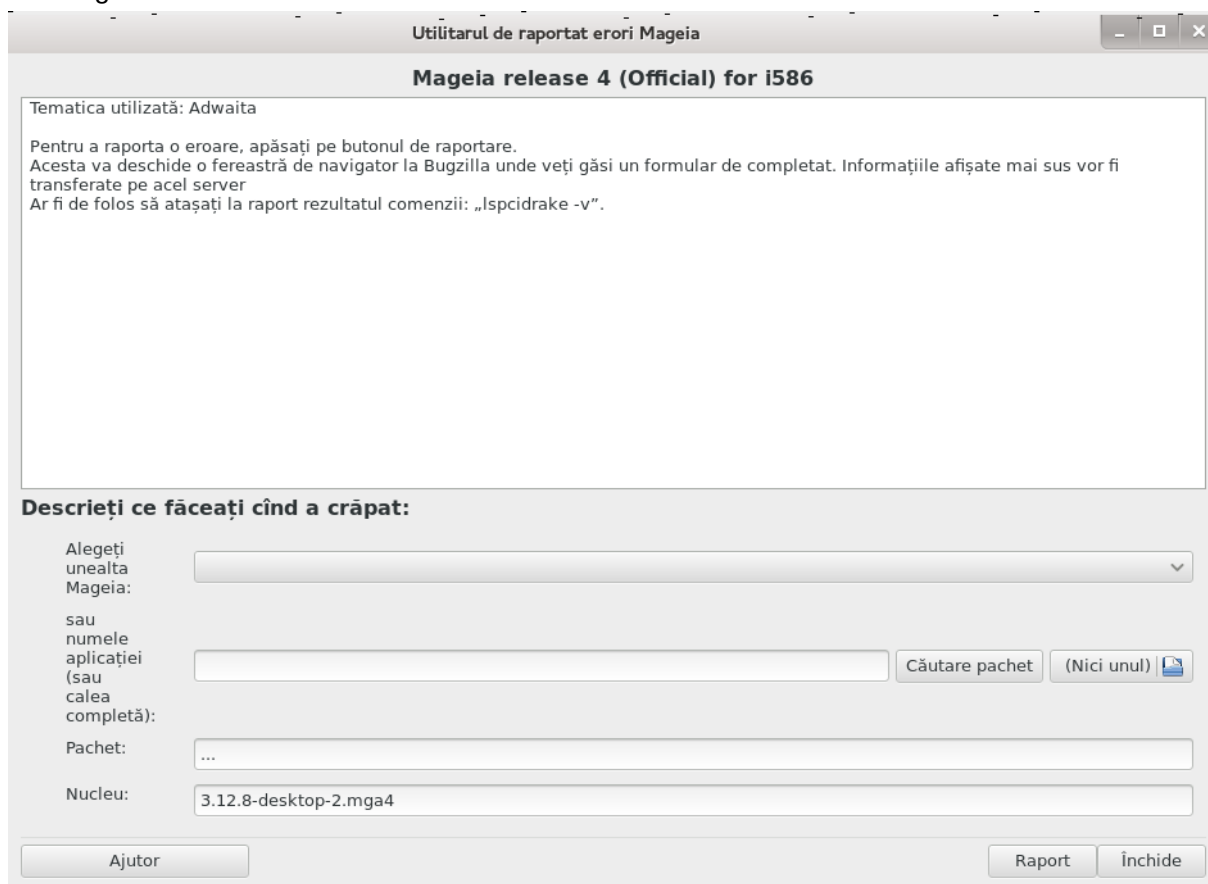 Utilitarul de raportat erori Mageia
Mageia release 4 (Official) for i586
Tematica utilizată: Adwaita
Pentru a raporta o eroare, apăsați pe butonul de raportare.
Acesta va deschide o fereastră de navigator la Bugzilla unde veți găsi un formular de completat. Informațiile afișate mai sus vor fi
transferate pe acel server
Ar fi de folos să atașați la raport rezultatul comenzii: „lspcidrake -v”.
Descrieți ce făceați cînd a crăpat:
Alegeți
unealta
Mageia:
sau
numele
aplicației
(sau
calea
completă):
Căutare pachet
(Nici unul)
Pachet:
...
Nucleu:
3.12.8-desktop-2.mga4
Ajutor
Raport
Închide